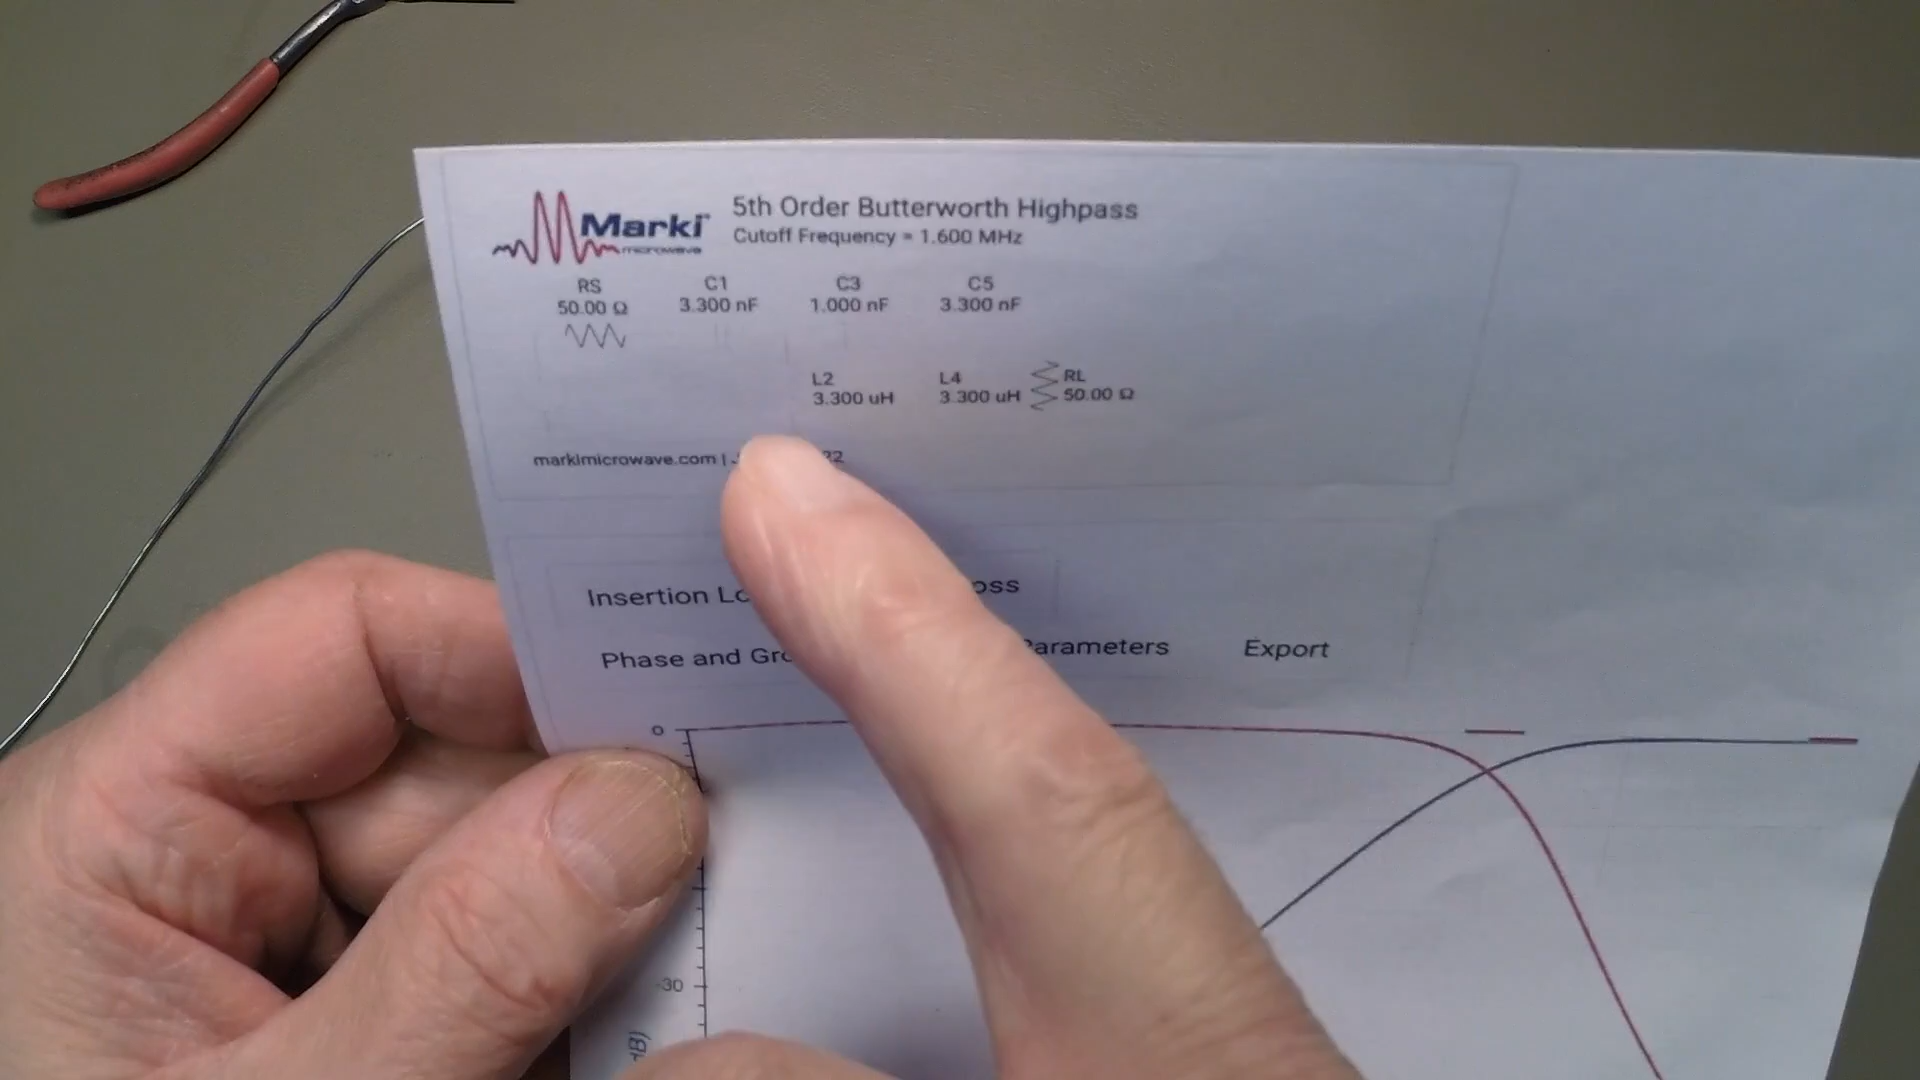 Marki
microwave
5th Order Butterworth Highpass
Cutoff Frequency = 1.600 MHz
RS C1 C3 C5
50.00 Ω 3.300 nF 1.000 nF 3.300 nF
L2 L4 RL
3.300 uH 3.300 uH 50.00 Ω
markimicrowave.com |
Insertion
Phase and Parameters Export
0
-30